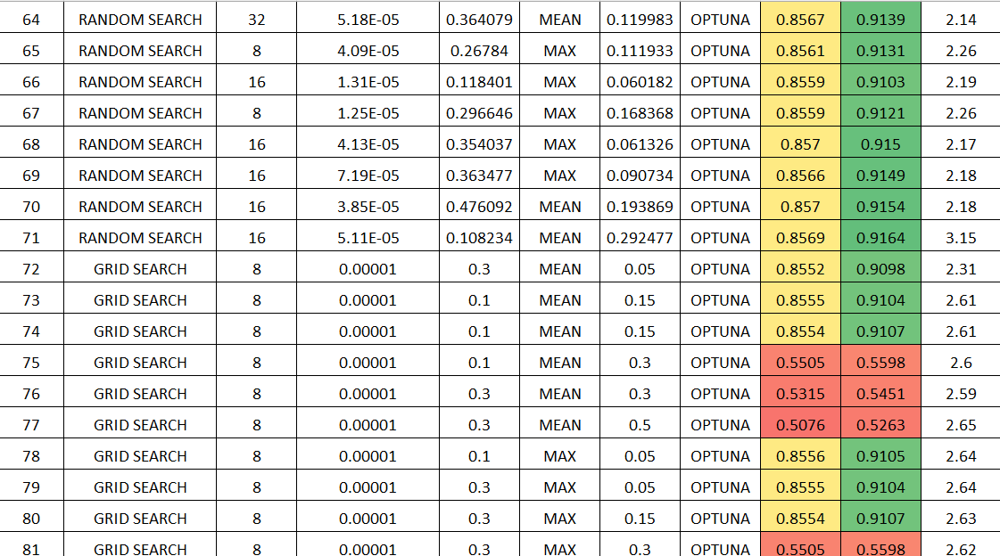 64 RANDOM SEARCH 32 5.18E-05 0.364079 MEAN 0.119983 OPTUNA 0.8567 0.9139 2.14
65 RANDOM SEARCH 8 4.09E-05 0.26784 MAX 0.111933 OPTUNA 0.8561 0.9131 2.26
66 RANDOM SEARCH 16 1.31E-05 0.118401 MAX 0.060182 OPTUNA 0.8559 0.9103 2.19
67 RANDOM SEARCH 8 1.25E-05 0.296646 MAX 0.168368 OPTUNA 0.8559 0.9121 2.26
68 RANDOM SEARCH 16 4.13E-05 0.354037 MAX 0.061326 OPTUNA 0.857 0.915 2.17
69 RANDOM SEARCH 16 7.19E-05 0.363477 MAX 0.090734 OPTUNA 0.8566 0.9149 2.18
70 RANDOM SEARCH 16 3.85E-05 0.476092 MEAN 0.193869 OPTUNA 0.857 0.9154 2.18
71 RANDOM SEARCH 16 5.11E-05 0.108234 MEAN 0.292477 OPTUNA 0.8569 0.9164 3.15
72 GRID SEARCH 8 0.00001 0.3 MEAN 0.05 OPTUNA 0.8552 0.9098 2.31
73 GRID SEARCH 8 0.00001 0.1 MEAN 0.15 OPTUNA 0.8555 0.9104 2.61
74 GRID SEARCH 8 0.00001 0.1 MEAN 0.15 OPTUNA 0.8554 0.9107 2.61
75 GRID SEARCH 8 0.00001 0.1 MEAN 0.3 OPTUNA 0.5505 0.5598 2.6
76 GRID SEARCH 8 0.00001 0.3 MEAN 0.3 OPTUNA 0.5315 0.5451 2.59
77 GRID SEARCH 8 0.00001 0.3 MEAN 0.5 OPTUNA 0.5076 0.5263 2.65
78 GRID SEARCH 8 0.00001 0.1 MAX 0.05 OPTUNA 0.8556 0.9105 2.64
79 GRID SEARCH 8 0.00001 0.3 MAX 0.05 OPTUNA 0.8555 0.9104 2.64
80 GRID SEARCH 8 0.00001 0.3 MAX 0.15 OPTUNA 0.8554 0.9107 2.63
81 GRID SEARCH 8 0.00001 0.3 MAX 0.3 OPTUNA 0.5505 0.5598 2.62